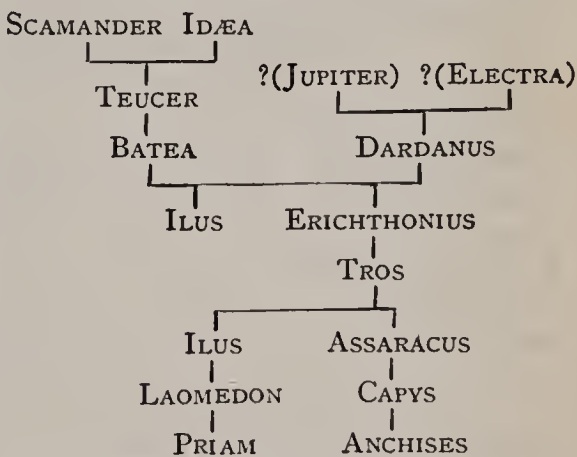 SCAMANDER IDÆA
?(JUPITER) ?(ELECTRA)
TEUCER
BATEA DARDANUS
ILUS ERICHTHONIUS
TROS
ILUS ASSARACUS
LAOMEDON CAPYS
PRIAM ANCHISES